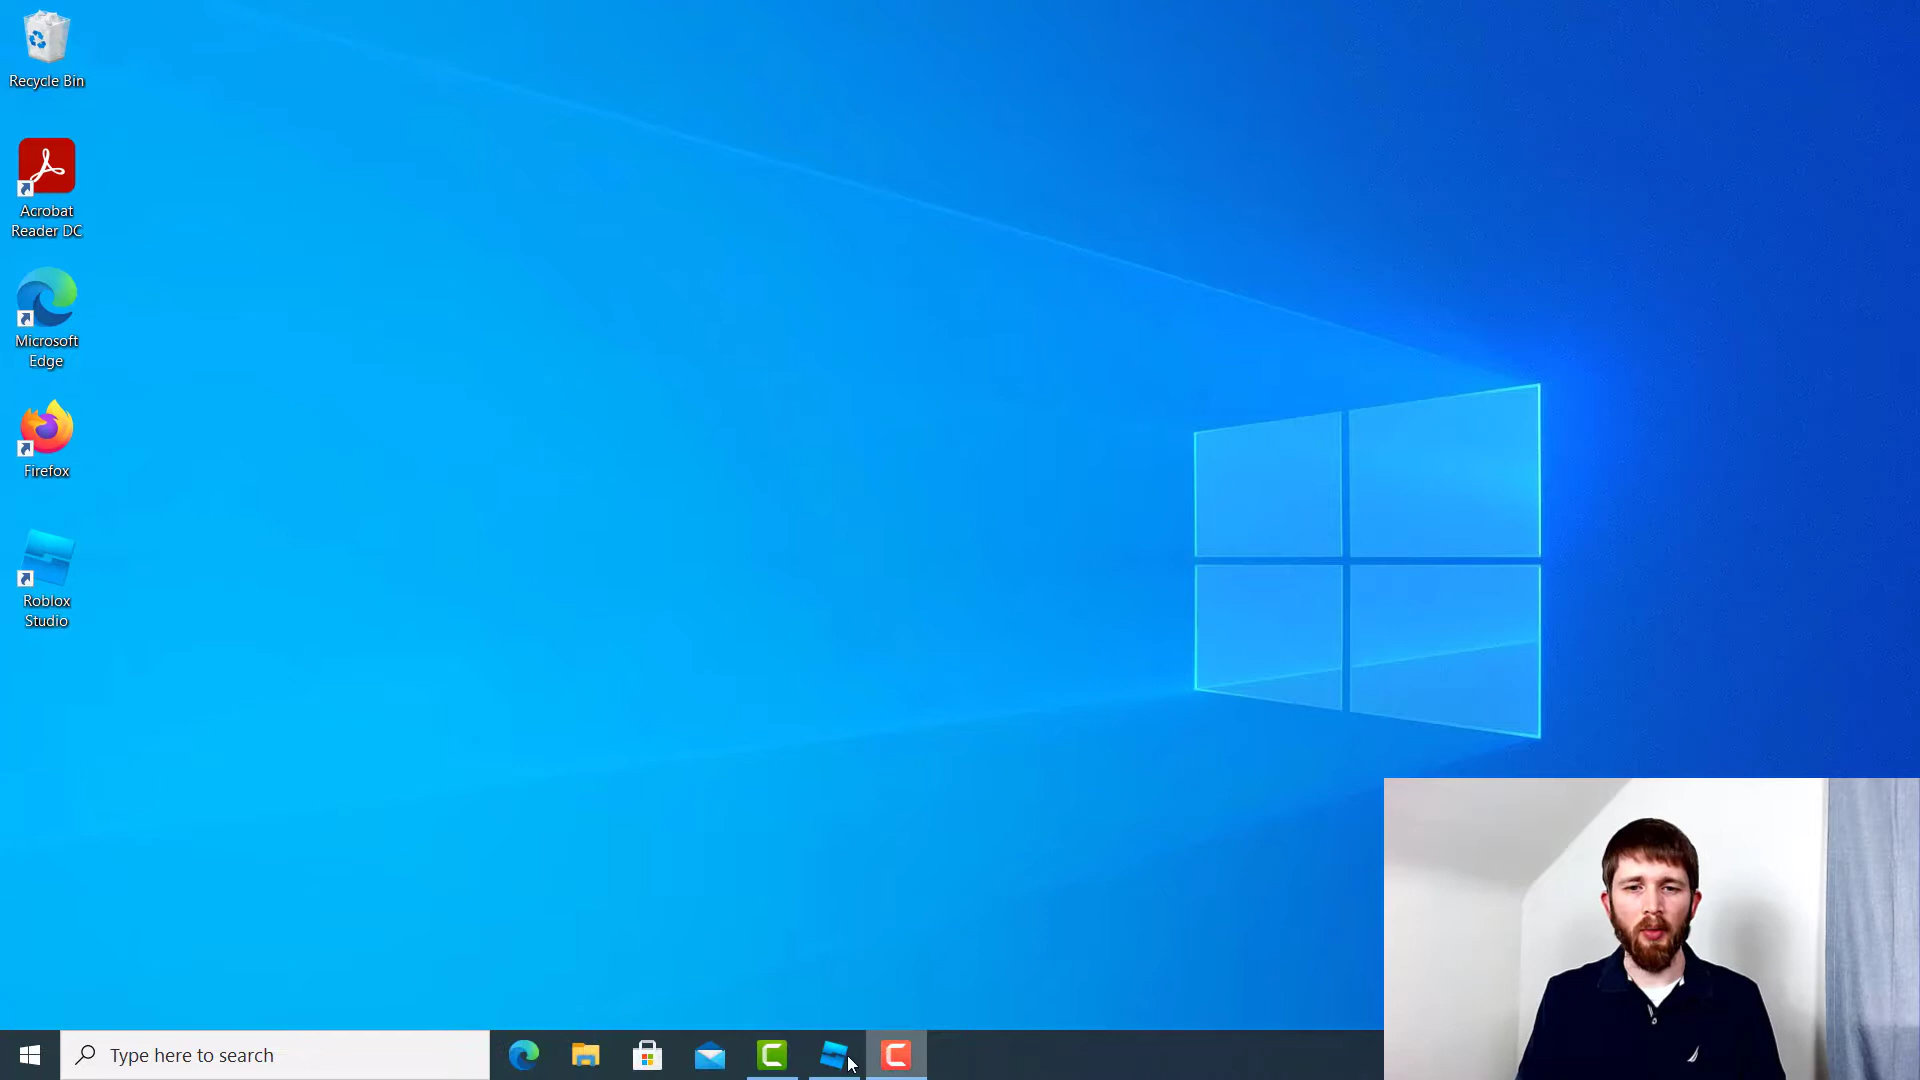 Recycle Bin
Acrobat
Reader DC
Microsoft
Edge
Firefox
Roblox
Studio
Type here to search